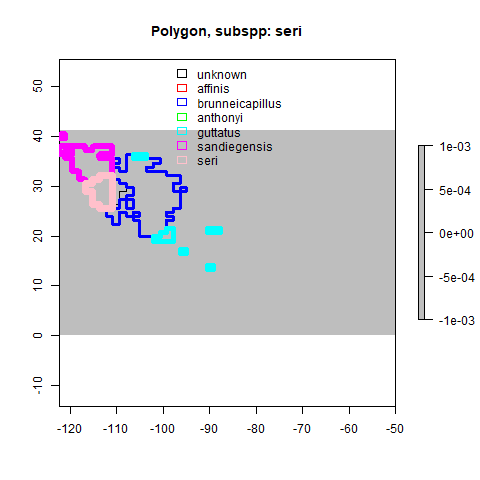 Polygon, subspp: seri
unknown
affinis
brunneicapillus
anthonyi
guttatus
sandiegensis
seri
50
40
30
20
10
0
-10
-120 -110 -100 -90 -80 -70 -60 -50
1e-03
5e-04
0e+00
-5e-04
-1e-03